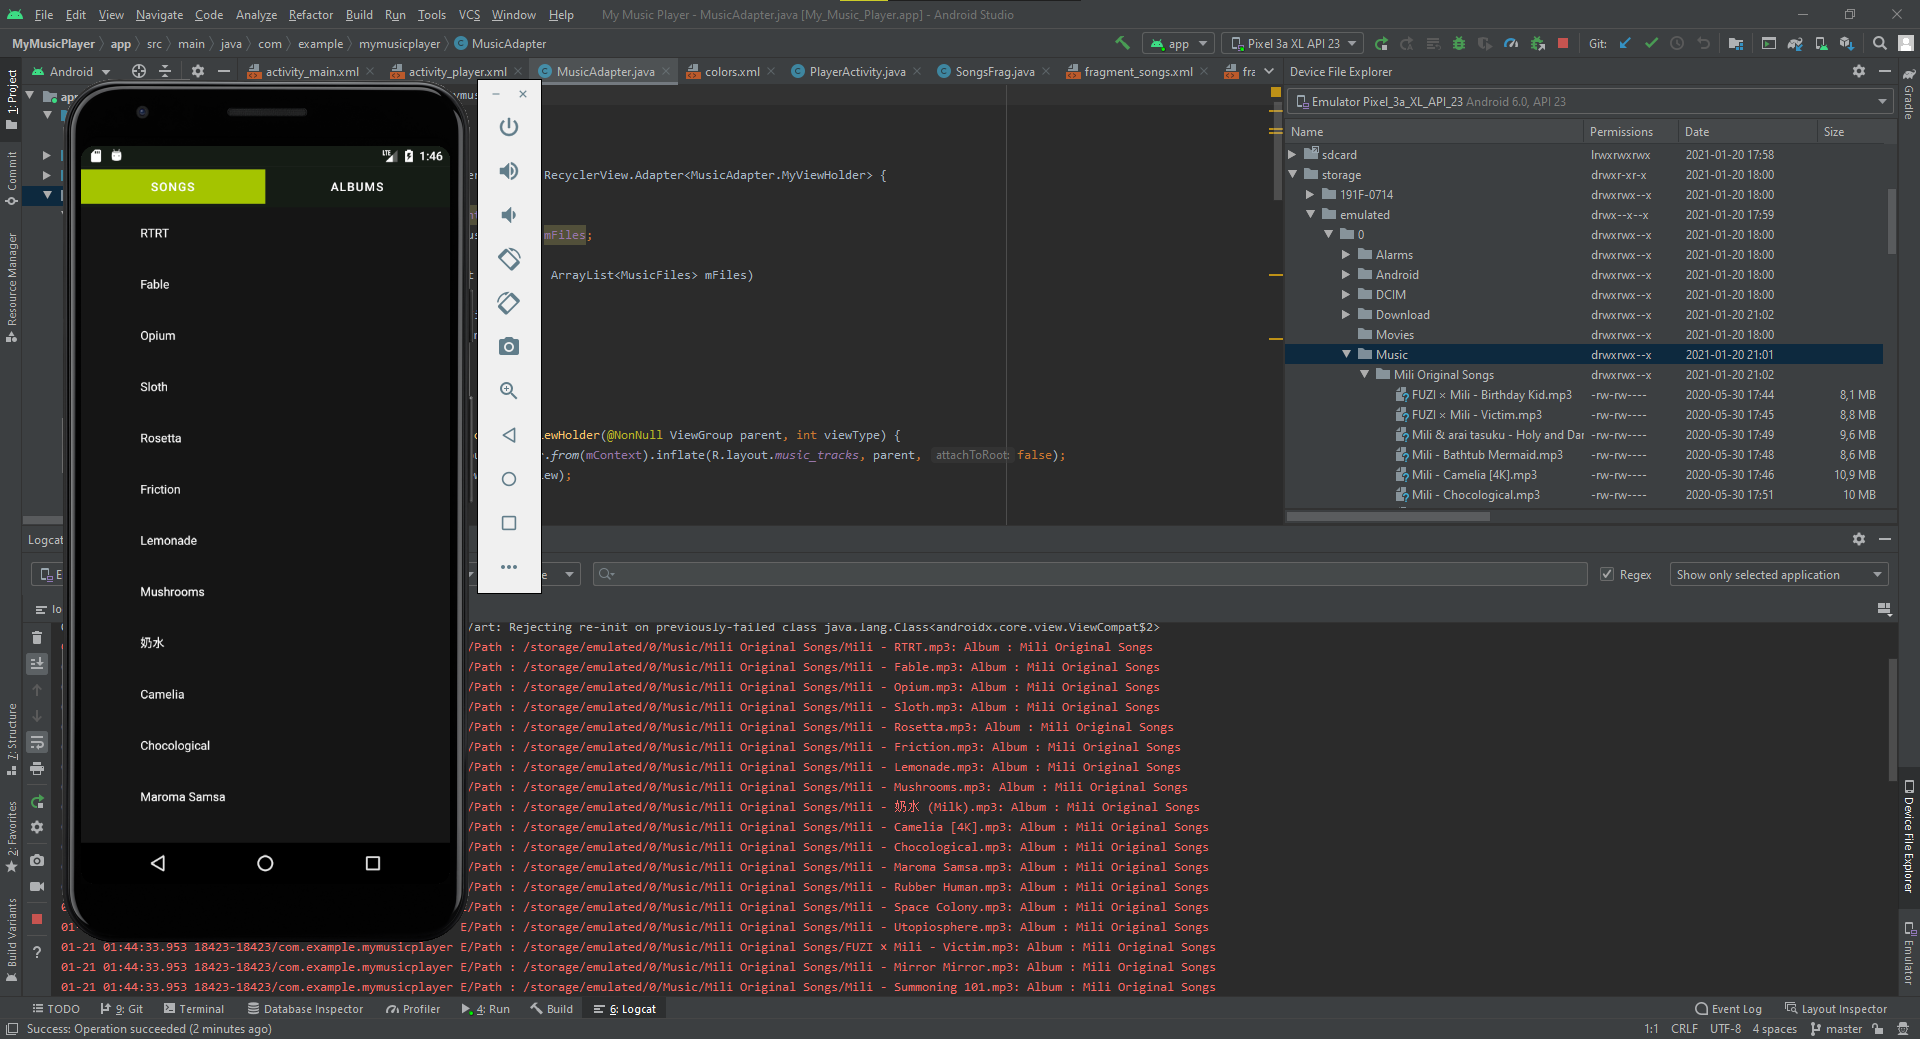 File Edit View Navigate Code Analyze Refactor Build Run Tools VCS Window Help My Music Player - MusicAdapter.java [My_Music_Player.app] - Android Studio
MyMusicPlayer app src main java com example mymusicplayer MusicAdapter app Pixel 3a XL API 23 Git:
Android activity_main.xml activity_player.xml MusicAdapter.java colors.xml PlayerActivity.java SongsFrag.java fragment_songs.xml fra
1: Project
Commit
Resource Manager
7: Structure
2: Favorites
Build Variants
app
1:46
SONGS ALBUMS
RTRT
Fable
Opium
Sloth
Rosetta
Friction
Lemonade
Mushrooms
奶水
Camelia
Chocological
Maroma Samsa
RecyclerView.Adapter<MusicAdapter.MyViewHolder> {
mFiles;
ArrayList<MusicFiles> mFiles)
iewHolder(@NonNull ViewGroup parent, int viewType) {
.from(mContext).inflate(R.layout.music_tracks, parent, attachToRoot: false);
ew);
Device File Explorer
Emulator Pixel_3a_XL_API_23 Android 6.0, API 23
Name Permissions Date Size
sdcard lrwxrwxrwx 2021-01-20 17:58
storage drwxr-xr-x 2021-01-20 18:00
191F-0714 drwxrwx--x 2021-01-20 18:00
emulated drwx--x--x 2021-01-20 17:59
0 drwxrwx--x 2021-01-20 18:00
Alarms drwxrwx--x 2021-01-20 18:00
Android drwxrwx--x 2021-01-20 18:00
DCIM drwxrwx--x 2021-01-20 18:00
Download drwxrwx--x 2021-01-20 21:02
Movies drwxrwx--x 2021-01-20 18:00
Music drwxrwx--x 2021-01-20 21:01
Mili Original Songs drwxrwx--x 2021-01-20 21:02
FUZI × Mili - Birthday Kid.mp3 -rw-rw---- 2020-05-30 17:44 8,1 MB
FUZI × Mili - Victim.mp3 -rw-rw---- 2020-05-30 17:45 8,8 MB
Mili & arai tasuku - Holy and Dar -rw-rw---- 2020-05-30 17:49 9,6 MB
Mili - Bathtub Mermaid.mp3 -rw-rw---- 2020-05-30 17:48 8,6 MB
Mili - Camelia [4K].mp3 -rw-rw---- 2020-05-30 17:46 10,9 MB
Mili - Chocological.mp3 -rw-rw---- 2020-05-30 17:51 10 MB
Gradle
Device File Explorer
Emulator
Logcat
E
e Regex Show only selected application
lo
/art: Rejecting re-init on previously-failed class java.lang.Class<androidx.core.view.ViewCompat$2>
/Path : /storage/emulated/0/Music/Mili Original Songs/Mili - RTRT.mp3: Album : Mili Original Songs
/Path : /storage/emulated/0/Music/Mili Original Songs/Mili - Fable.mp3: Album : Mili Original Songs
/Path : /storage/emulated/0/Music/Mili Original Songs/Mili - Opium.mp3: Album : Mili Original Songs
/Path : /storage/emulated/0/Music/Mili Original Songs/Mili - Sloth.mp3: Album : Mili Original Songs
/Path : /storage/emulated/0/Music/Mili Original Songs/Mili - Rosetta.mp3: Album : Mili Original Songs
/Path : /storage/emulated/0/Music/Mili Original Songs/Mili - Friction.mp3: Album : Mili Original Songs
/Path : /storage/emulated/0/Music/Mili Original Songs/Mili - Lemonade.mp3: Album : Mili Original Songs
/Path : /storage/emulated/0/Music/Mili Original Songs/Mili - Mushrooms.mp3: Album : Mili Original Songs
/Path : /storage/emulated/0/Music/Mili Original Songs/Mili - 奶水 (Milk).mp3: Album : Mili Original Songs
/Path : /storage/emulated/0/Music/Mili Original Songs/Mili - Camelia [4K].mp3: Album : Mili Original Songs
/Path : /storage/emulated/0/Music/Mili Original Songs/Mili - Chocological.mp3: Album : Mili Original Songs
/Path : /storage/emulated/0/Music/Mili Original Songs/Mili - Maroma Samsa.mp3: Album : Mili Original Songs
/Path : /storage/emulated/0/Music/Mili Original Songs/Mili - Rubber Human.mp3: Album : Mili Original Songs
/Path : /storage/emulated/0/Music/Mili Original Songs/Mili - Space Colony.mp3: Album : Mili Original Songs
01- /Path : /storage/emulated/0/Music/Mili Original Songs/Mili - Utopiosphere.mp3: Album : Mili Original Songs
01-21 01:44:33.953 18423-18423/com.example.mymusicplayer E/Path : /storage/emulated/0/Music/Mili Original Songs/FUZI × Mili - Victim.mp3: Album : Mili Original Songs
01-21 01:44:33.953 18423-18423/com.example.mymusicplayer E/Path : /storage/emulated/0/Music/Mili Original Songs/Mili - Mirror Mirror.mp3: Album : Mili Original Songs
01-21 01:44:33.953 18423-18423/com.example.mymusicplayer E/Path : /storage/emulated/0/Music/Mili Original Songs/Mili - Summoning 101.mp3: Album : Mili Original Songs
TODO 9: Git Terminal Database Inspector Profiler 4: Run Build 6: Logcat Event Log Layout Inspector
Success: Operation succeeded (2 minutes ago) 1:1 CRLF UTF-8 4 spaces master